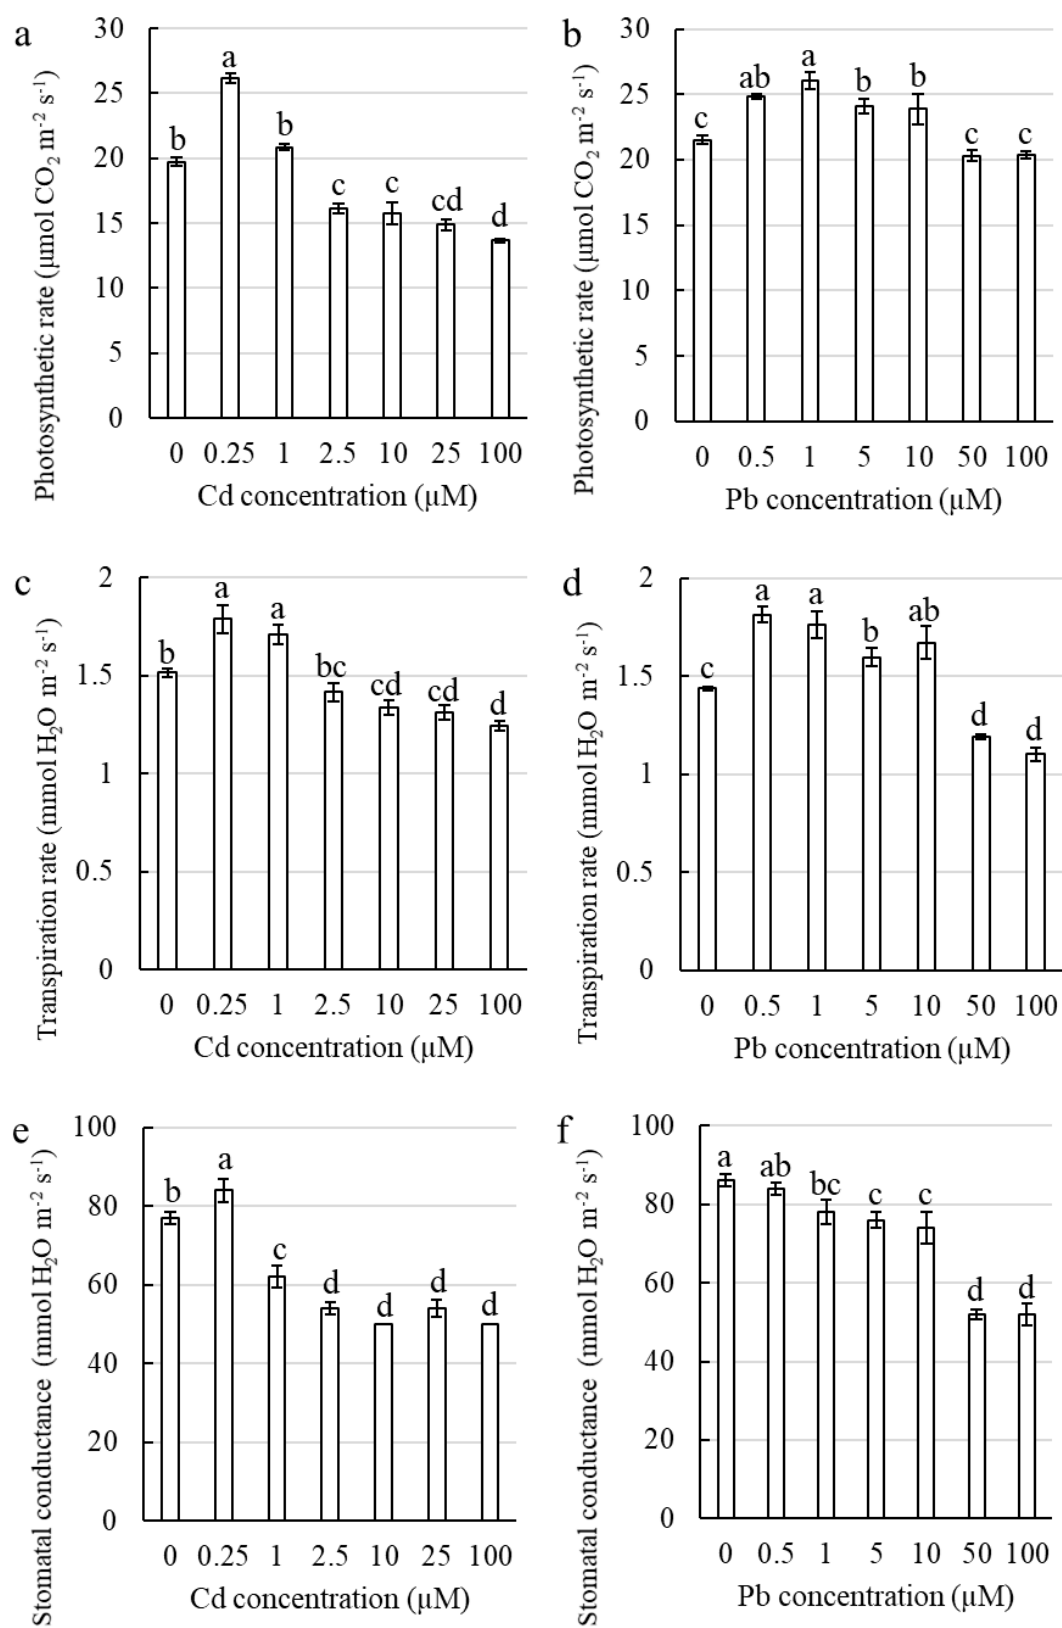 a
Photosynthetic rate (μmol CO₂ m⁻² s⁻¹)
30
25
20
15
10
5
0
b
a
b
c
c
cd
d
0 0.25 1 2.5 10 25 100
Cd concentration (μM)
b
Photosynthetic rate (μmol CO₂ m⁻² s⁻¹)
30
25
20
15
10
5
0
c
ab
a
b
b
c
c
0 0.5 1 5 10 50 100
Pb concentration (μM)
c
Transpiration rate (mmol H₂O m⁻² s⁻¹)
2
1.5
1
0.5
0
b
a
a
bc
cd
cd
d
0 0.25 1 2.5 10 25 100
Cd concentration (μM)
d
Transpiration rate (mmol H₂O m⁻² s⁻¹)
2
1.5
1
0.5
0
c
a
a
b
ab
d
d
0 0.5 1 5 10 50 100
Pb concentration (μM)
e
Stomatal conductance (mmol H₂O m⁻² s⁻¹)
100
80
60
40
20
0
b
a
c
d
d
d
d
0 0.25 1 2.5 10 25 100
Cd concentration (μM)
f
Stomatal conductance (mmol H₂O m⁻² s⁻¹)
100
80
60
40
20
0
a
ab
bc
c
c
d
d
0 0.5 1 5 10 50 100
Pb concentration (μM)